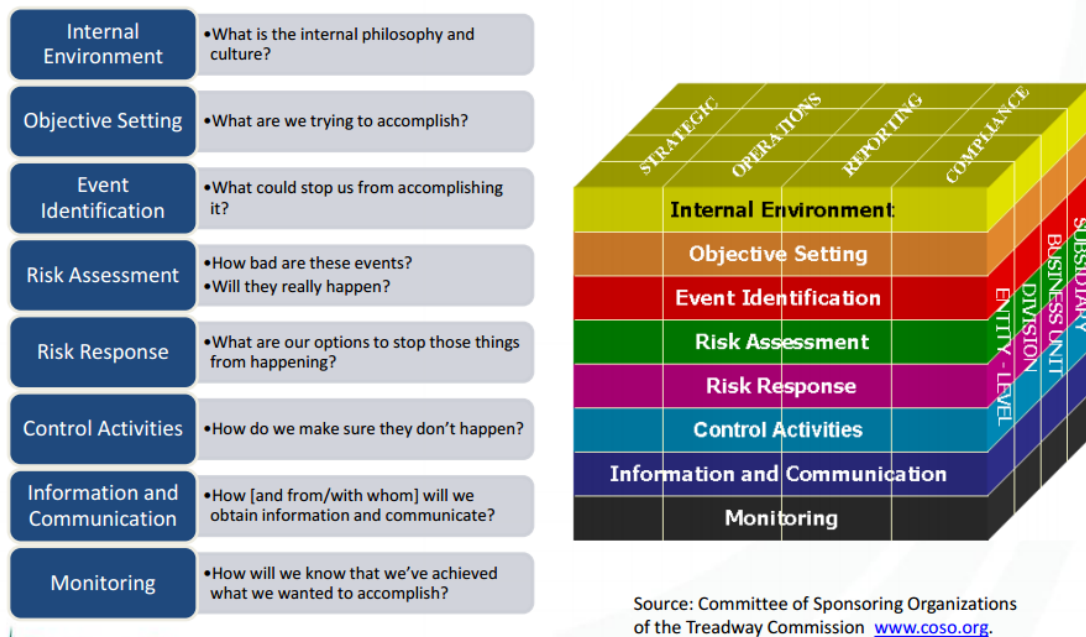 Internal
Environment
•What is the internal philosophy and
culture?
Objective Setting
•What are we trying to accomplish?
Event
Identification
•What could stop us from accomplishing
it?
Risk Assessment
•How bad are these events?
•Will they really happen?
Risk Response
•What are our options to stop those things
from happening?
Control Activities
•How do we make sure they don't happen?
Information and
Communication
•How [and from/with whom] will we
obtain information and communicate?
Monitoring
•How will we know that we've achieved
what we wanted to accomplish?
STRATEGIC
OPERATIONS
REPORTING
COMPLIANCE
Internal Environment
Objective Setting
Event Identification
Risk Assessment
Risk Response
Control Activities
Information and Communication
Monitoring
ENTITY - LEVEL
DIVISION
BUSINESS UNIT
SUBSIDIARY
Source: Committee of Sponsoring Organizations
of the Treadway Commission www.coso.org.